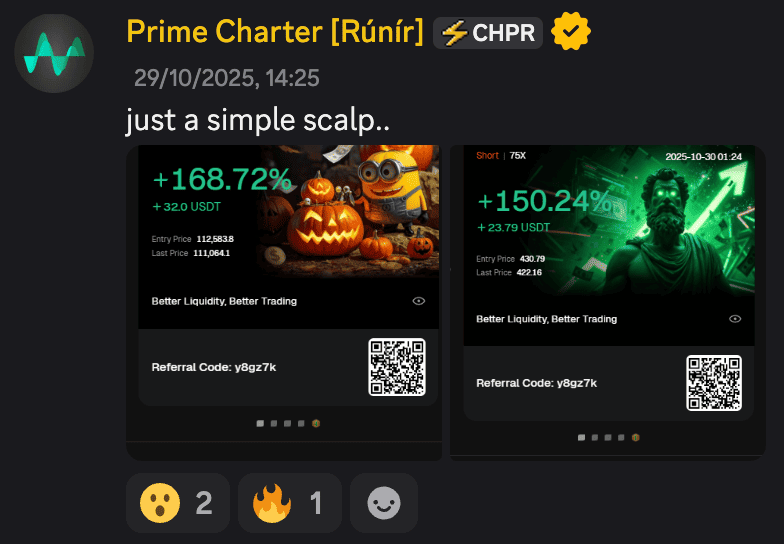 Prime Charter [Rúnír] CHPR
29/10/2025, 14:25
just a simple scalp..
+168.72%
+32.0 USDT
Entry Price 112,583.8
Last Price 111,064.1
Better Liquidity, Better Trading
Referral Code: y8gz7k
Short | 75X 2025-10-30 01:24
+150.24%
+23.79 USDT
Entry Price 430.79
Last Price 422.16
Better Liquidity, Better Trading
Referral Code: y8gz7k
2 1